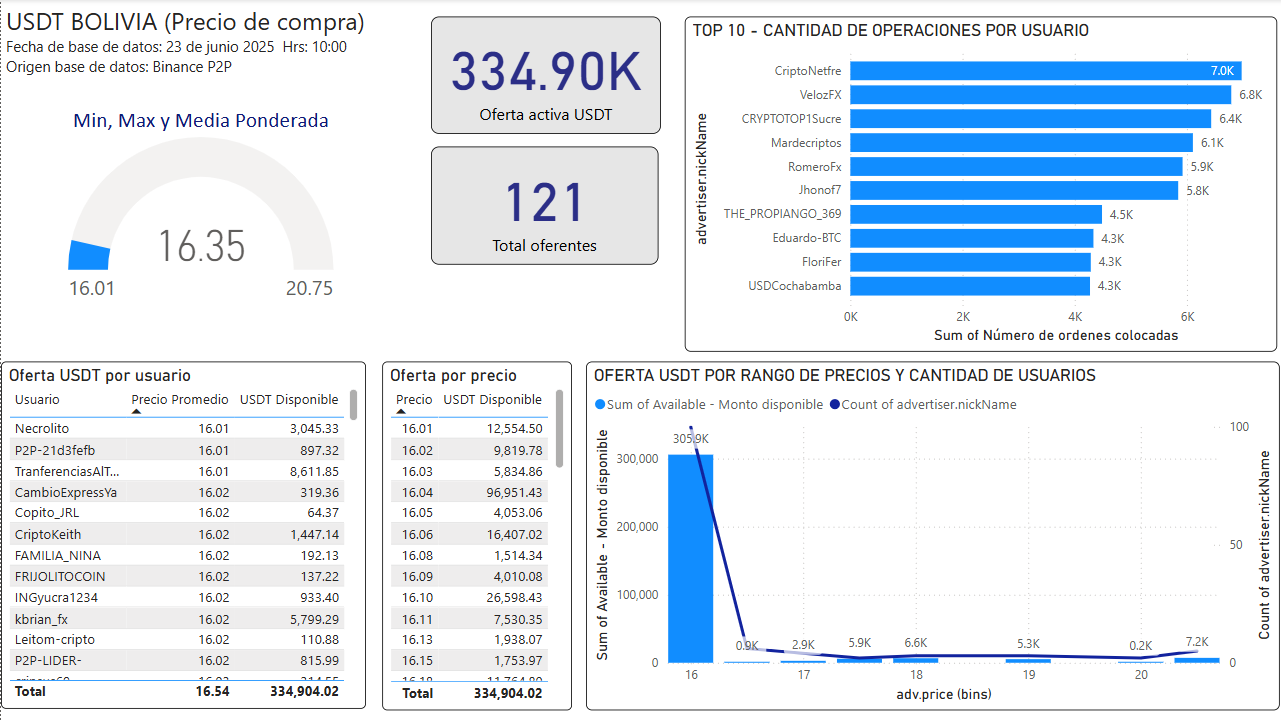 USDT BOLIVIA (Precio de compra)
Fecha de base de datos: 23 de junio 2025  Hrs: 10:00
Origen base de datos: Binance P2P
Min, Max y Media Ponderada
16.35
16.01
20.75
334.90K
Oferta activa USDT
121
Total oferentes
TOP 10 - CANTIDAD DE OPERACIONES POR USUARIO
advertiser.nickName
CriptoNetfre 7.0K
VelozFX 6.8K
CRYPTOTOP1Sucre 6.4K
Mardecriptos 6.1K
RomeroFx 5.9K
Jhonof7 5.8K
THE_PROPIANGO_369 4.5K
Eduardo-BTC 4.3K
FloriFer 4.3K
USDCochabamba 4.3K
0K 2K 4K 6K
Sum of Número de ordenes colocadas
Oferta USDT por usuario
Usuario Precio Promedio USDT Disponible
Necrolito 16.01 3,045.33
P2P-21d3fefb 16.01 897.32
TranferenciasAlT... 16.01 8,611.85
CambioExpressYa 16.02 319.36
Copito_JRL 16.02 64.37
CriptoKeith 16.02 1,447.14
FAMILIA_NINA 16.02 192.13
FRIJOLITOCOIN 16.02 137.22
INGyucra1234 16.02 933.40
kbrian_fx 16.02 5,799.29
Leitom-cripto 16.02 110.88
P2P-LIDER- 16.02 815.99
Total 16.54 334,904.02
Oferta por precio
Precio USDT Disponible
16.01 12,554.50
16.02 9,819.78
16.03 5,834.86
16.04 96,951.43
16.05 4,053.06
16.06 16,407.02
16.08 1,514.34
16.09 4,010.08
16.10 26,598.43
16.11 7,530.35
16.13 1,938.07
16.15 1,753.97
Total 334,904.02
OFERTA USDT POR RANGO DE PRECIOS Y CANTIDAD DE USUARIOS
Sum of Available - Monto disponible Count of advertiser.nickName
Sum of Available - Monto disponible
300,000
200,000
100,000
0
305.9K 0.9K 2.9K 5.9K 6.6K 5.3K 0.2K 7.2K
100
50
0
Count of advertiser.nickName
16 17 18 19 20
adv.price (bins)